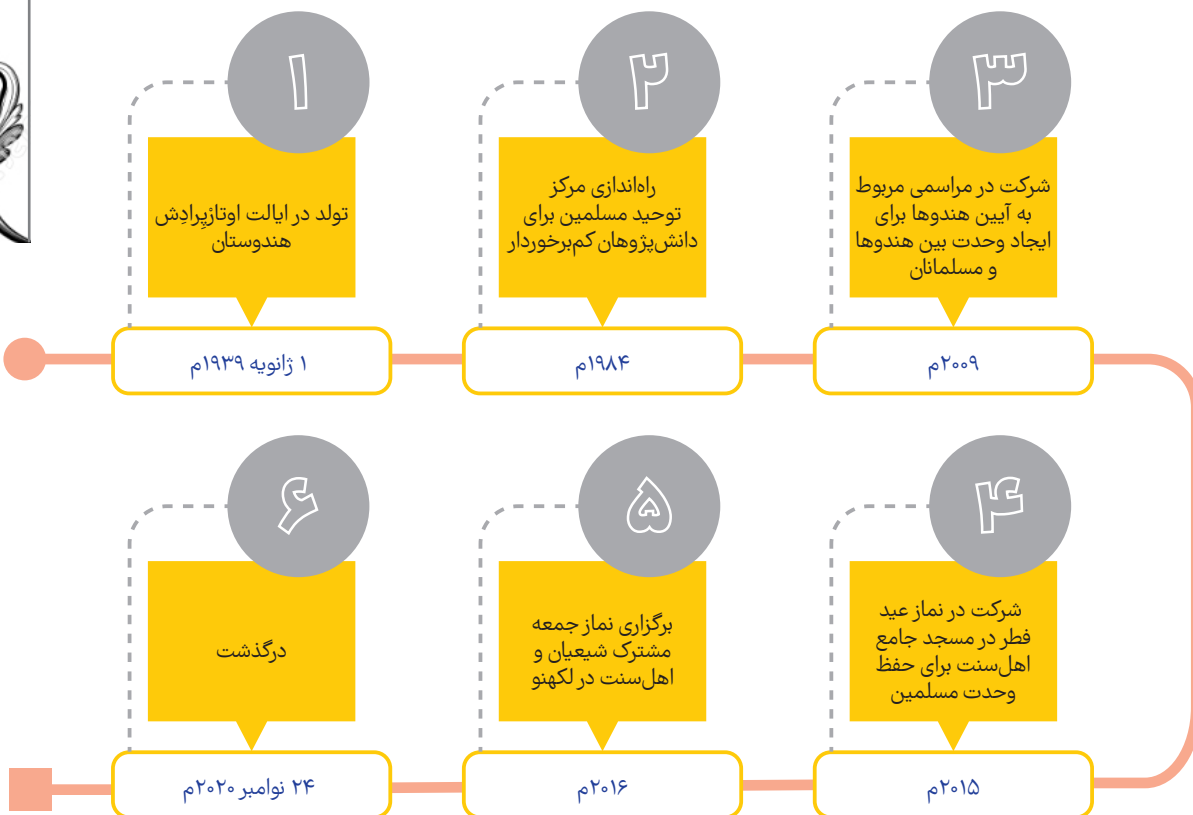 ۱
تولد در ایالت اوتارْپِرادِش
هندوستان
۱ ژانویه ۱۹۳۹م
۲
راه‌اندازی مرکز
توحید مسلمین برای
دانش‌پژوهان کم‌برخوردار
۱۹۸۴م
۳
شرکت در مراسمی مربوط
به آیین هندوها برای
ایجاد وحدت بین هندوها
و مسلمانان
۲۰۰۹م
۴
شرکت در نماز عید
فطر در مسجد جامع
اهل‌سنت برای حفظ
وحدت مسلمین
۲۰۱۵م
۵
برگزاری نماز جمعه
مشترک شیعیان و
اهل‌سنت در لکهنو
۲۰۱۶م
۶
درگذشت
۲۴ نوامبر ۲۰۲۰م